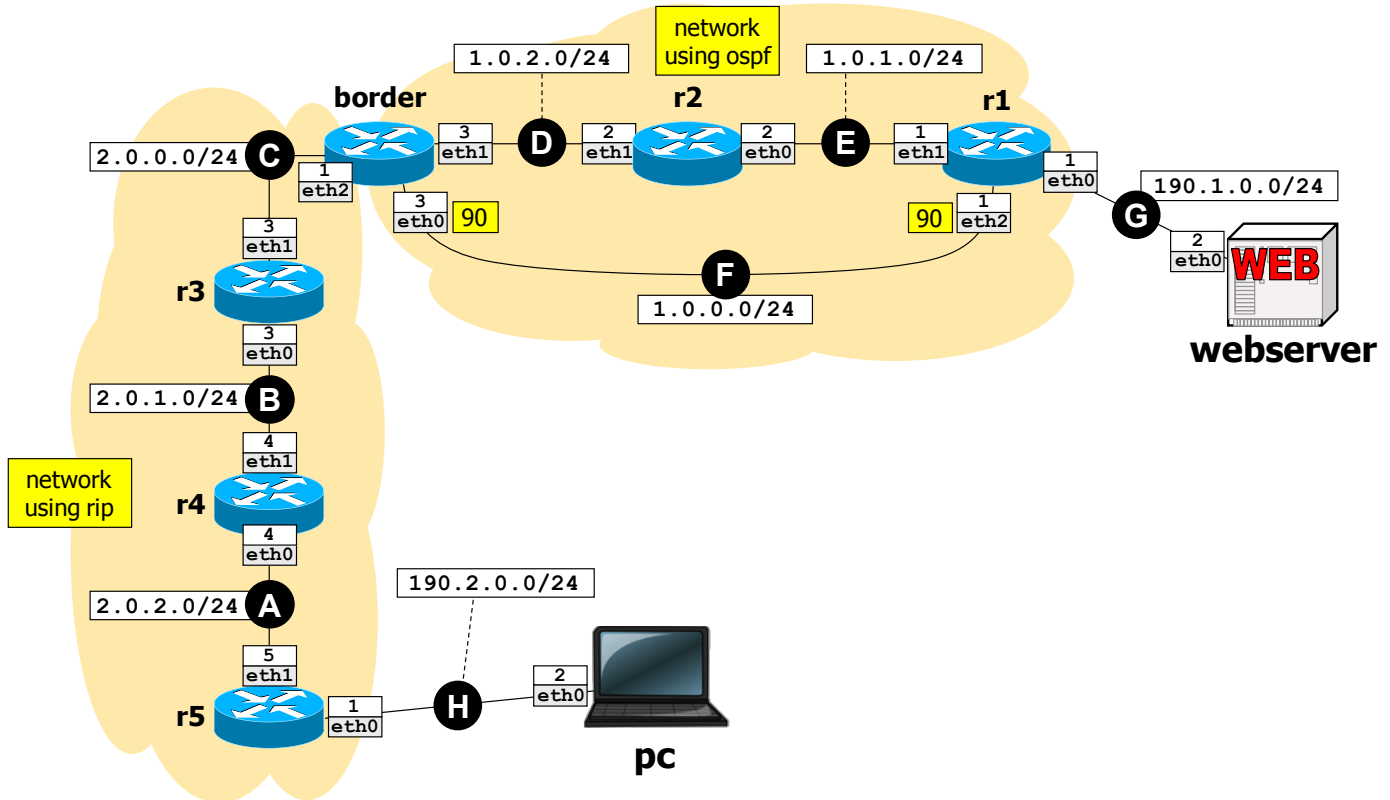 network
using ospf
1.0.2.0/24
1.0.1.0/24
border
r2
r1
2.0.0.0/24
C
1
eth2
3
eth1
D
2
eth1
2
eth0
E
1
eth1
1
eth0
190.1.0.0/24
G
3
eth0
90
90
1
eth2
2
eth0
WEB
webserver
F
1.0.0.0/24
3
eth1
r3
3
eth0
2.0.1.0/24
B
4
eth1
network
using rip
r4
4
eth0
2.0.2.0/24
A
190.2.0.0/24
5
eth1
r5
1
eth0
H
2
eth0
pc